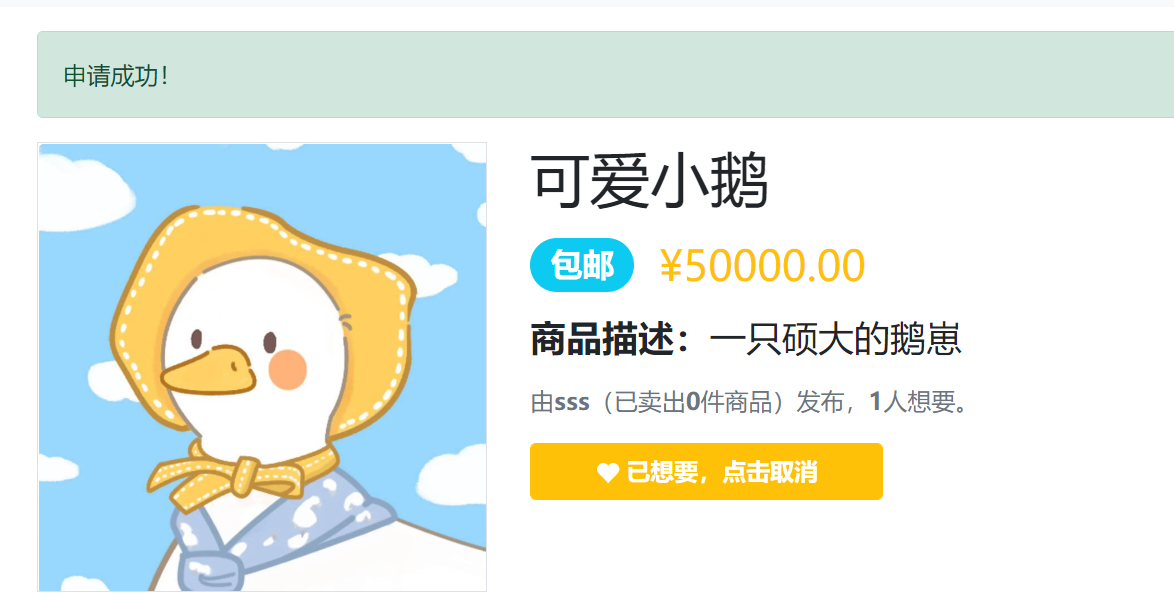 申请成功！
可爱小鹅
包邮 ¥50000.00
商品描述：一只硕大的鹅崽
由sss（已卖出0件商品）发布，1人想要。
已想要，点击取消